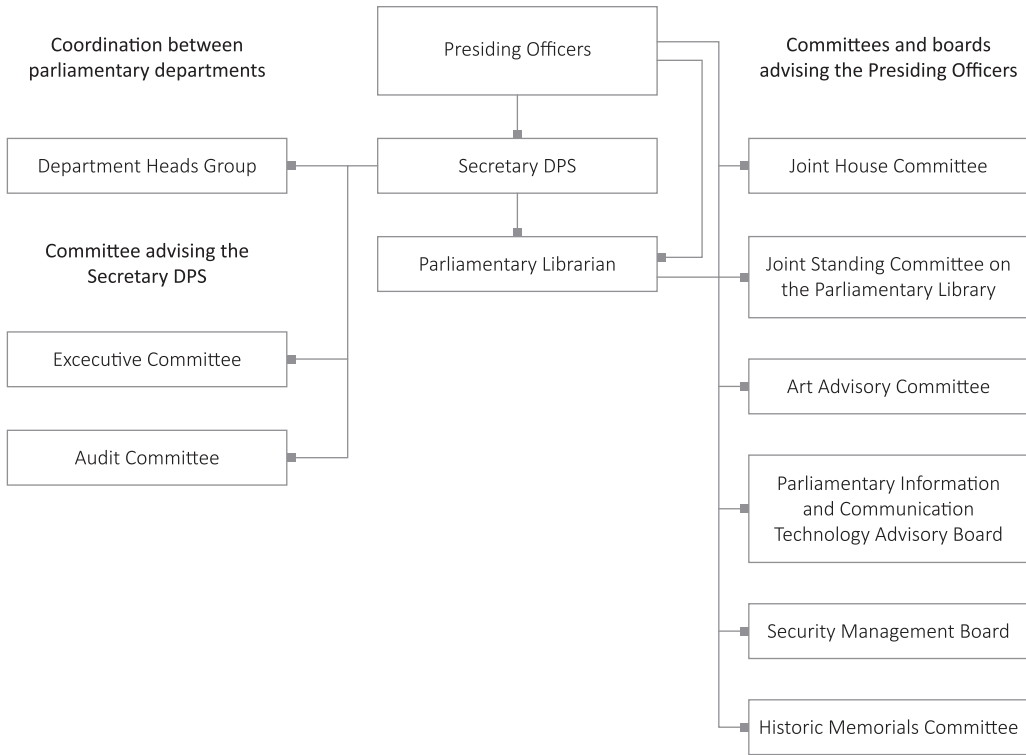 Coordination between
parliamentary departments
Presiding Officers
Committees and boards
advising the Presiding Officers
Department Heads Group
Secretary DPS
Joint House Committee
Committee advising the
Secretary DPS
Parliamentary Librarian
Joint Standing Committee on
the Parliamentary Library
Excecutive Committee
Art Advisory Committee
Audit Committee
Parliamentary Information
and Communication
Technology Advisory Board
Security Management Board
Historic Memorials Committee